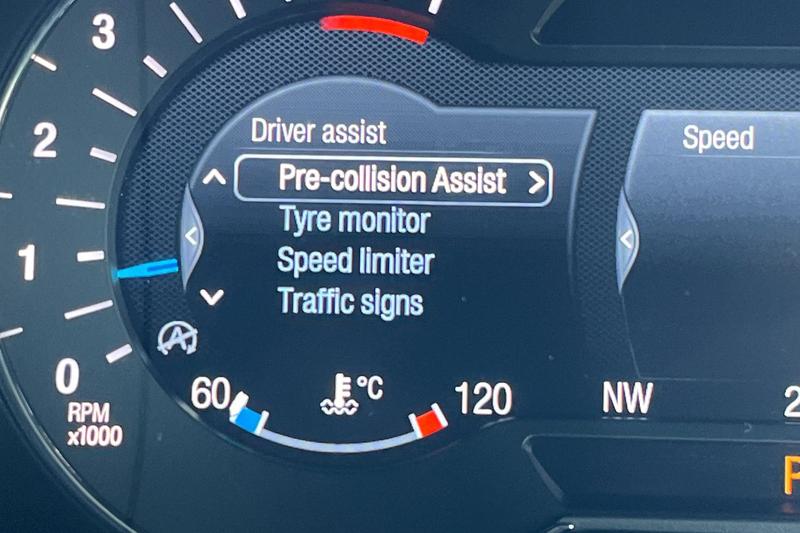 3
2
1
0
RPM
x1000
Driver assist
Pre-collision Assist
Tyre monitor
Speed limiter
Traffic signs
A
60
°C
120
Speed
NW
2
P